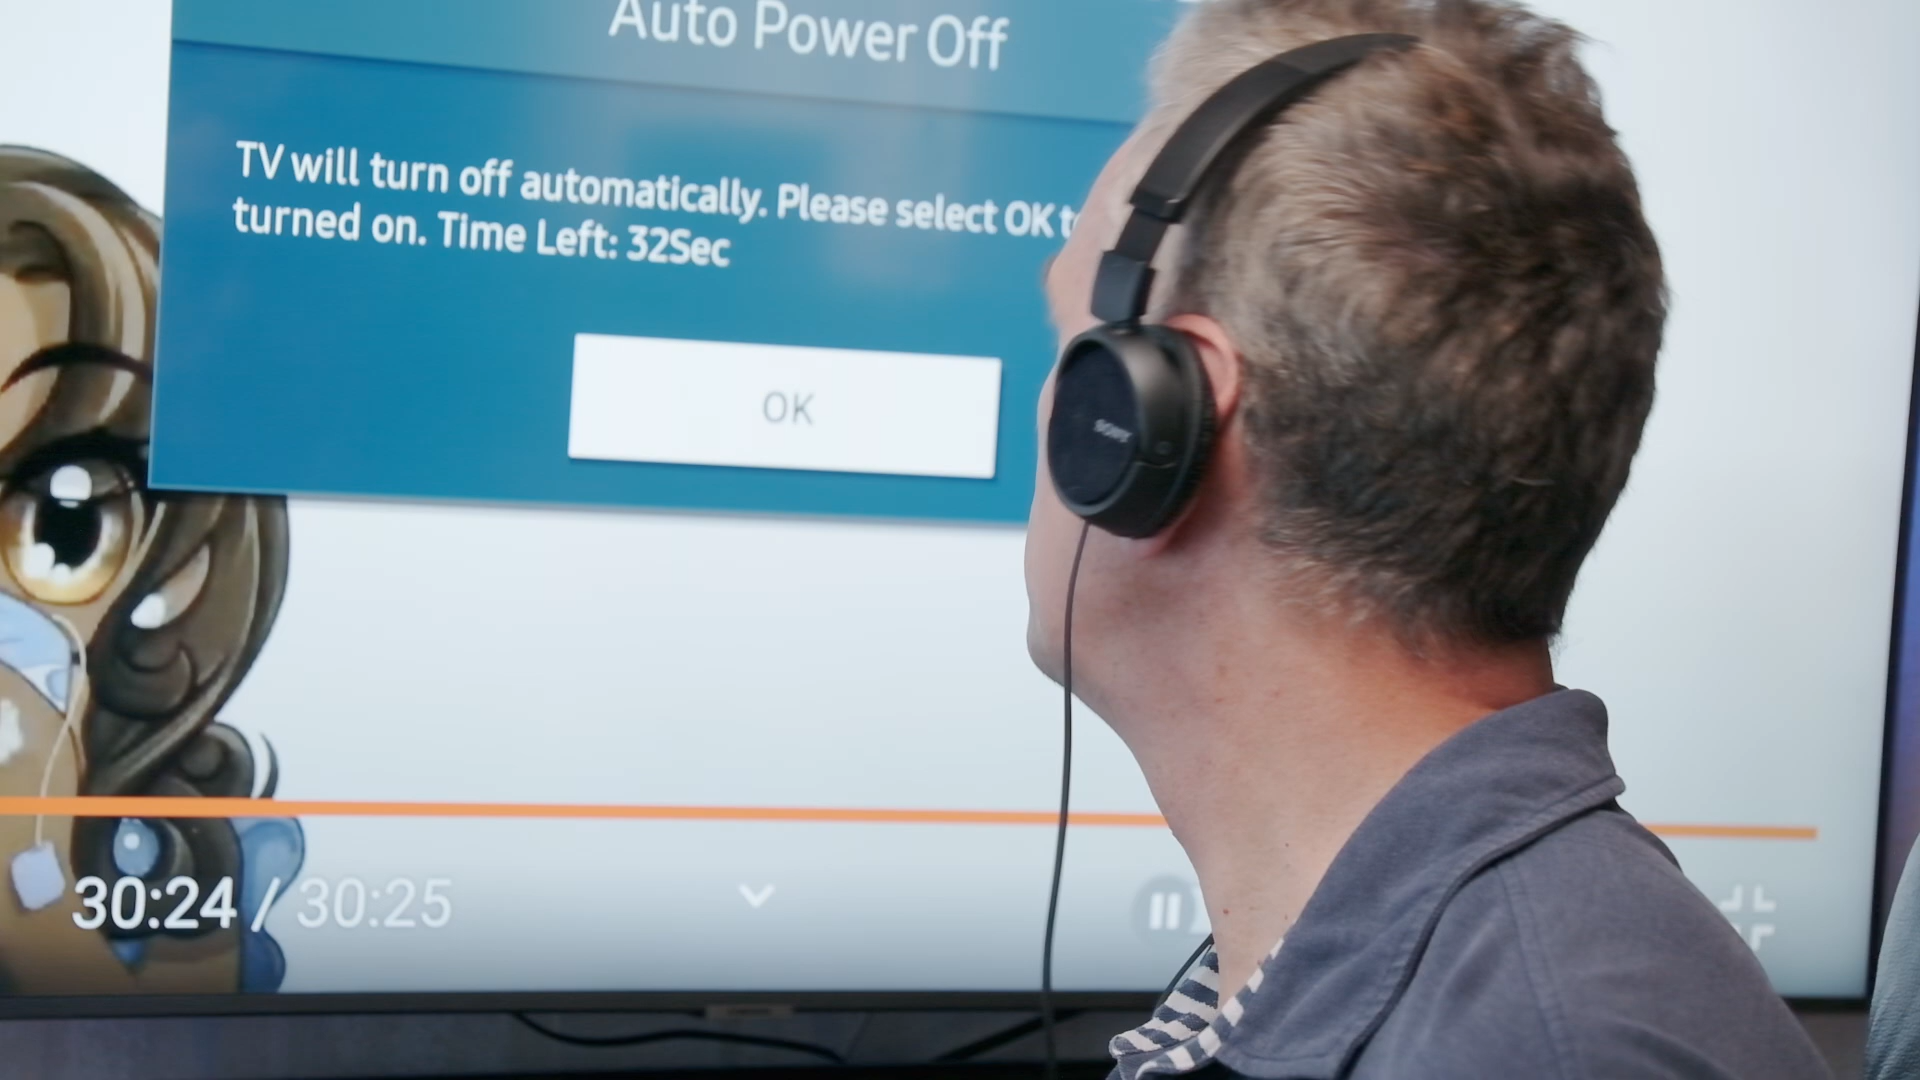 Auto Power Off
TV will turn off automatically. Please select OK
turned on. Time Left: 32Sec
OK
SONY
30:24 / 30:25